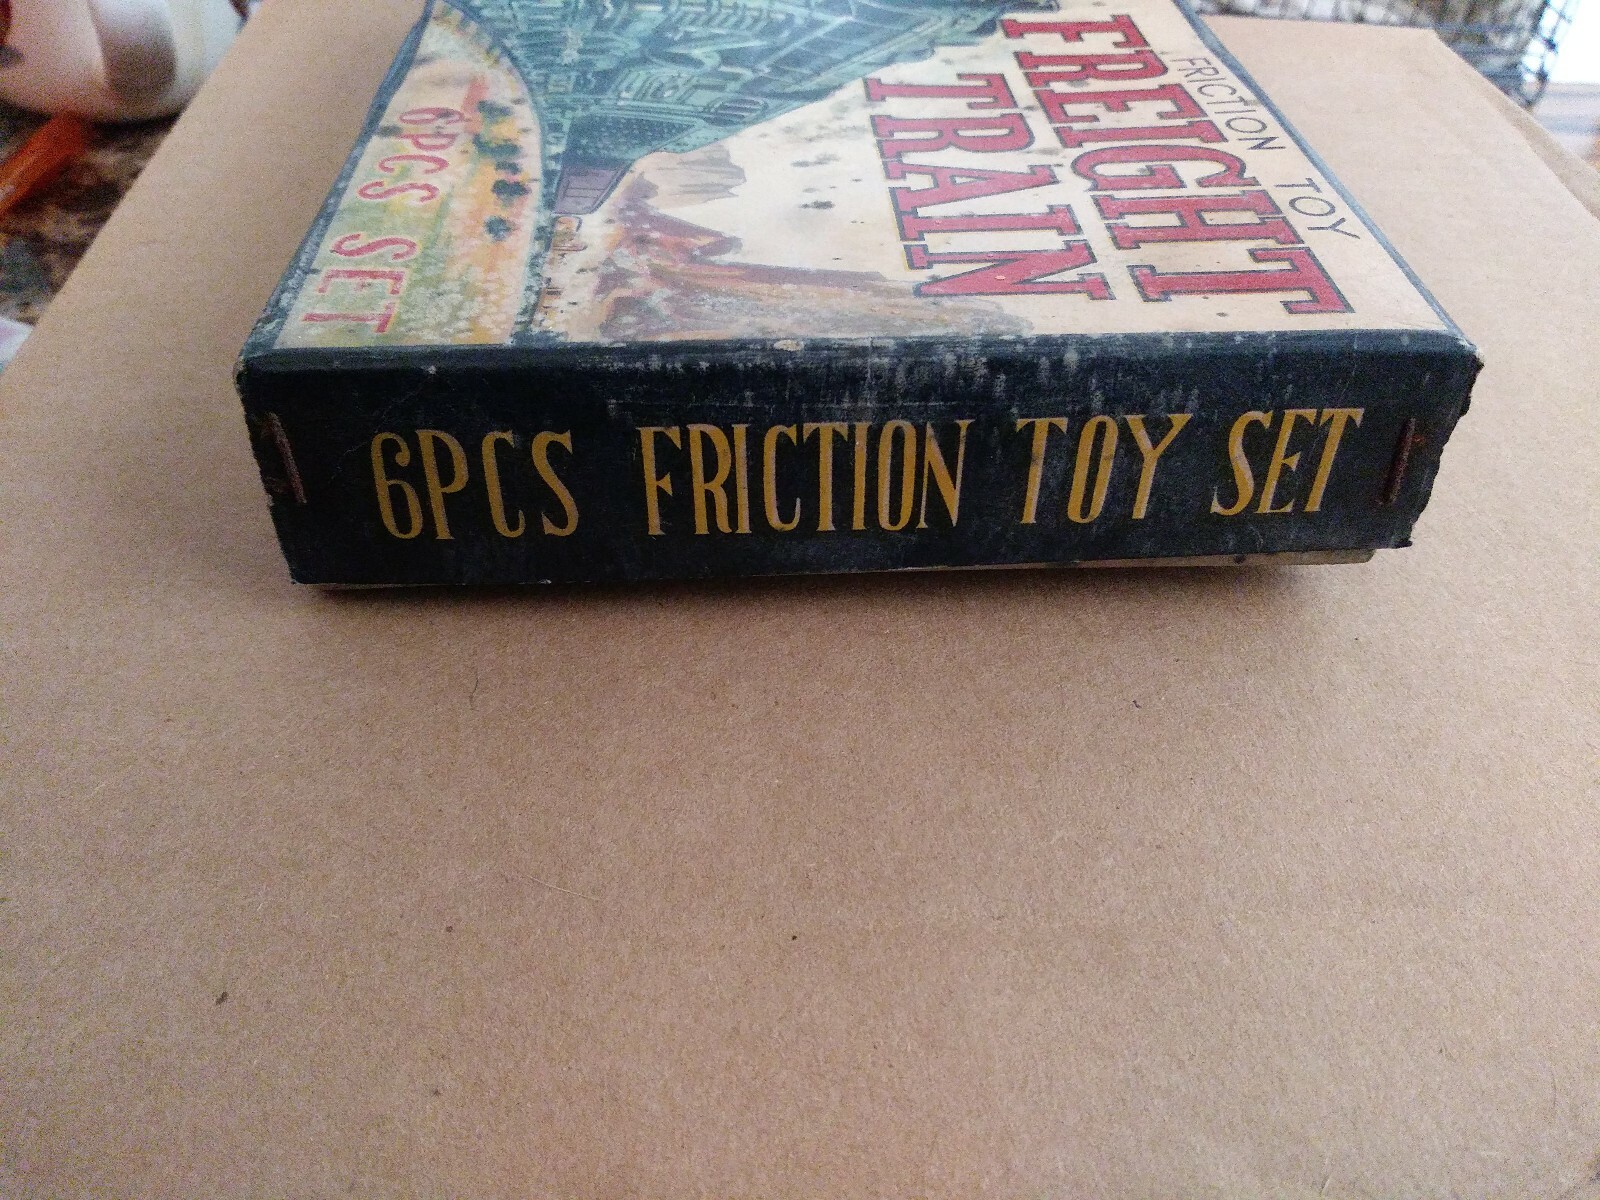 FRICTION TOY
FREIGHT
TRAIN
6PCS SET
6PCS FRICTION TOY SET